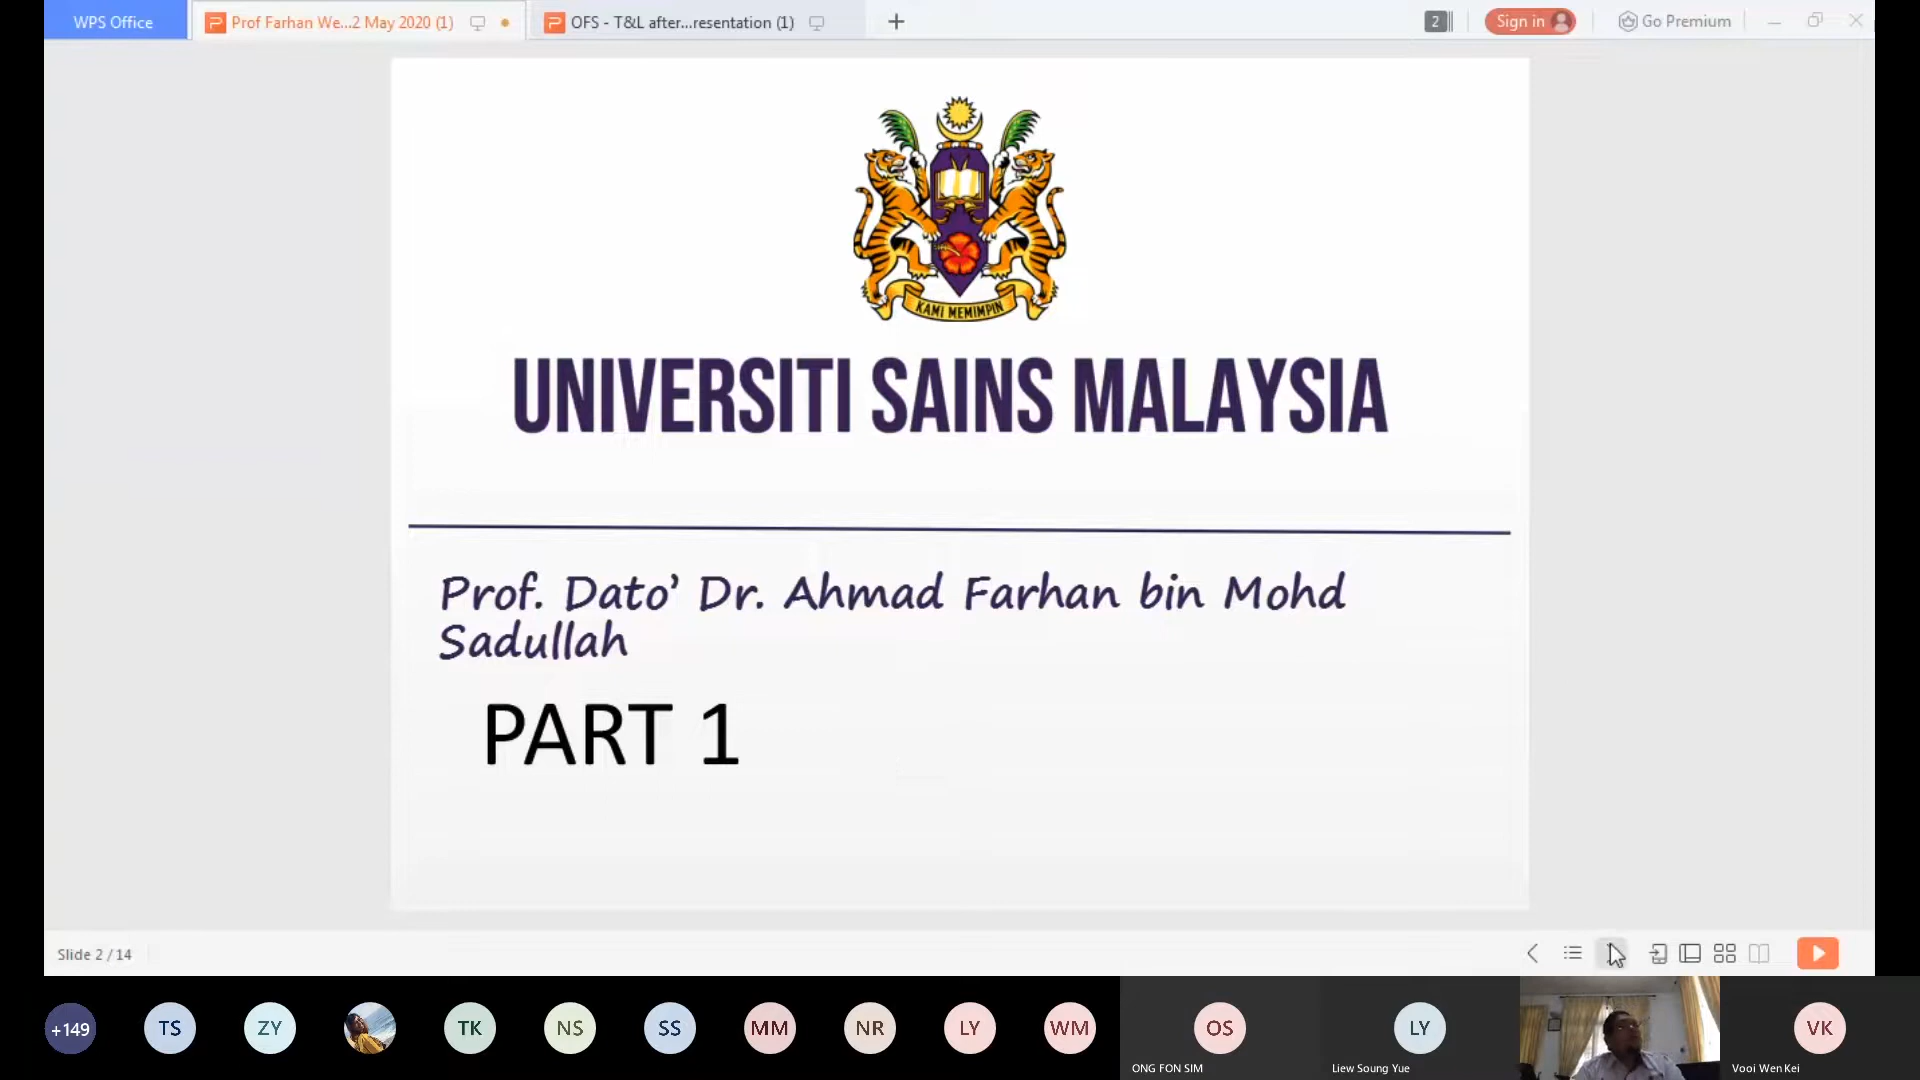 WPS Office
Prof Farhan We...2 May 2020 (1)
OFS - T&L after...resentation (1)
2
Sign in
Go Premium
KAMI MEMIMPIN
UNIVERSITI SAINS MALAYSIA
Prof. Dato’ Dr. Ahmad Farhan bin Mohd
Sadullah
PART 1
Slide 2 / 14
+149
TS
ZY
TK
NS
SS
MM
NR
LY
WM
OS
LY
VK
ONG FON SIM
Liew Soung Yue
Vooi Wen Kei